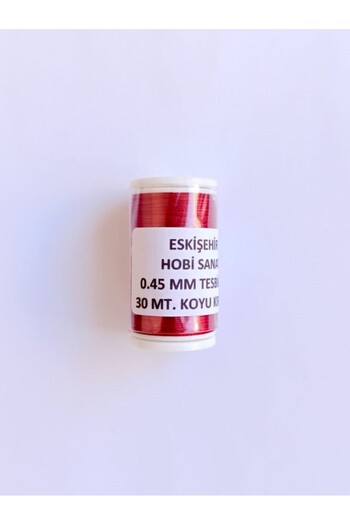 ESKİŞEHİR
HOBİ SANA
0.45 MM TESB
30 MT. KOYU K